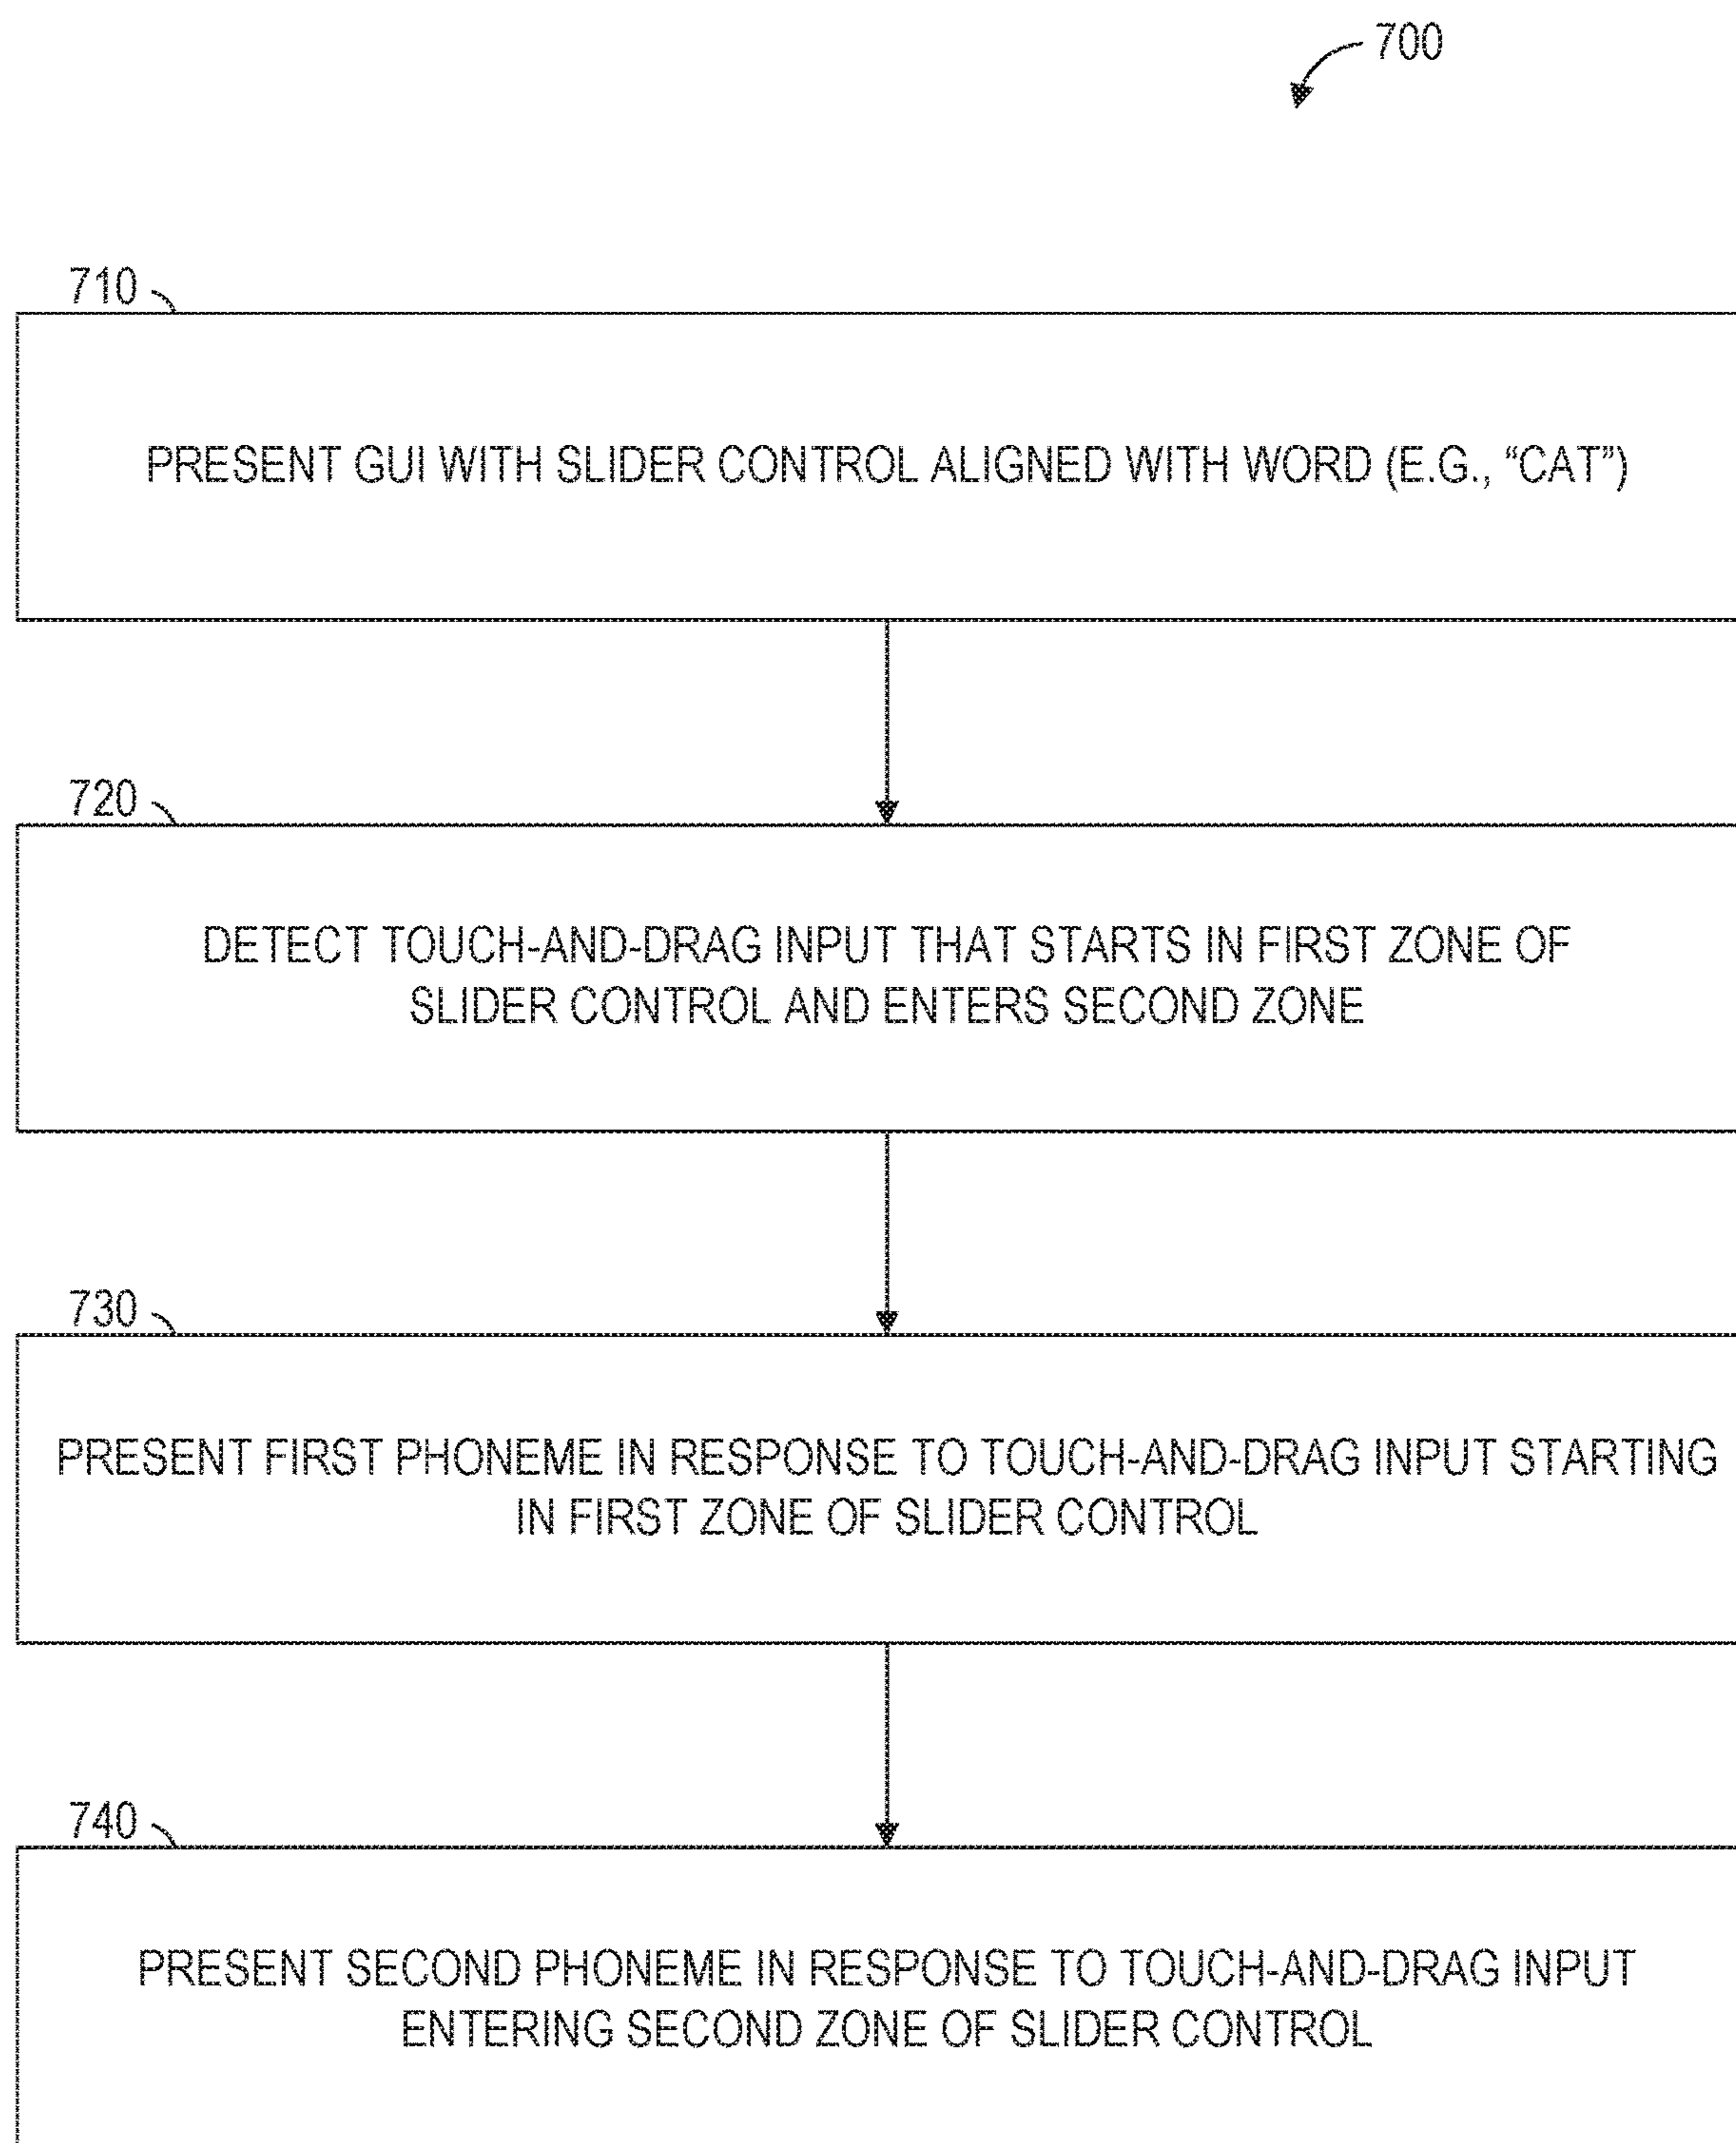 700
710
PRESENT GUI WITH SLIDER CONTROL ALIGNED WITH WORD (E.G., “CAT”)
720
DETECT TOUCH-AND-DRAG INPUT THAT STARTS IN FIRST ZONE OF
SLIDER CONTROL AND ENTERS SECOND ZONE
730
PRESENT FIRST PHONEME IN RESPONSE TO TOUCH-AND-DRAG INPUT STARTING
IN FIRST ZONE OF SLIDER CONTROL
740
PRESENT SECOND PHONEME IN RESPONSE TO TOUCH-AND-DRAG INPUT
ENTERING SECOND ZONE OF SLIDER CONTROL